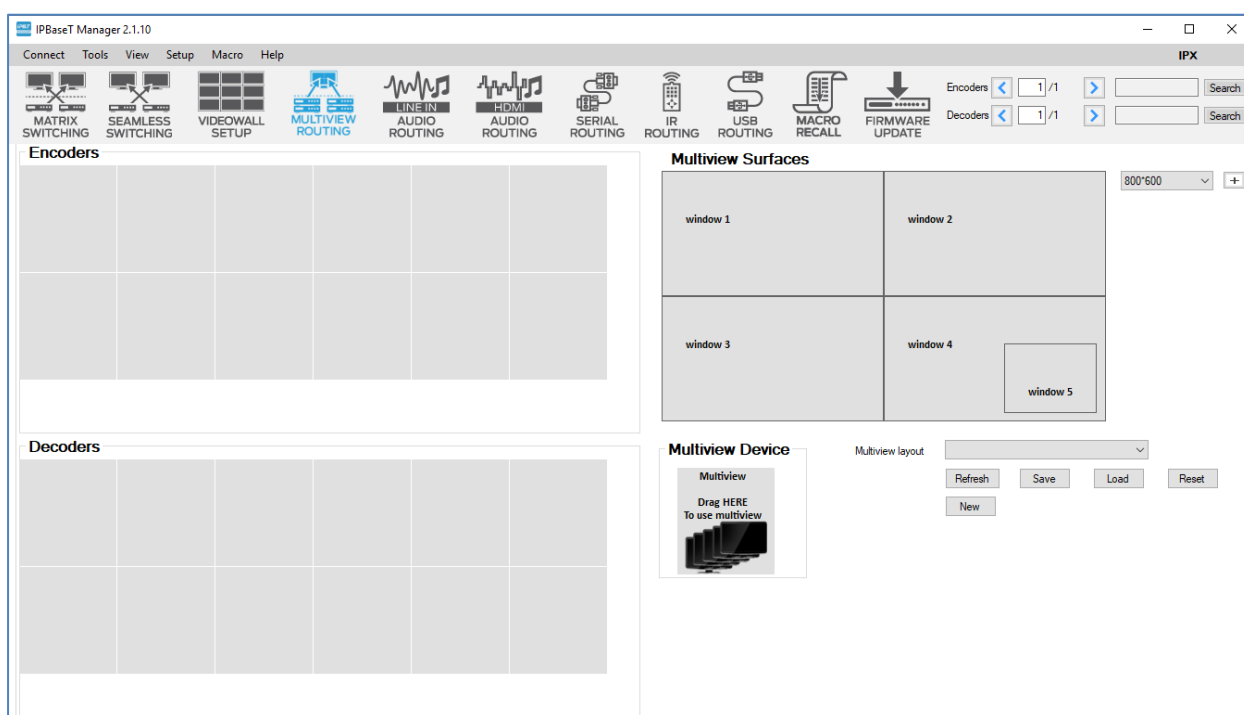 IPBaseT Manager 2.1.10
Connect Tools View Setup Macro Help
IPX
MATRIX
SWITCHING
SEAMLESS
SWITCHING
VIDEOWALL
SETUP
MULTIVIEW
ROUTING
LINE IN
AUDIO
ROUTING
HDMI
AUDIO
ROUTING
SERIAL
ROUTING
IR
ROUTING
USB
ROUTING
MACRO
RECALL
FIRMWARE
UPDATE
Encoders 1 /1 Search
Decoders 1 /1 Search
Encoders
Multiview Surfaces
800*600
window 1
window 2
window 3
window 4
window 5
Decoders
Multiview Device
Multiview
Drag HERE
To use multiview
Multiview layout
Refresh Save Load Reset
New